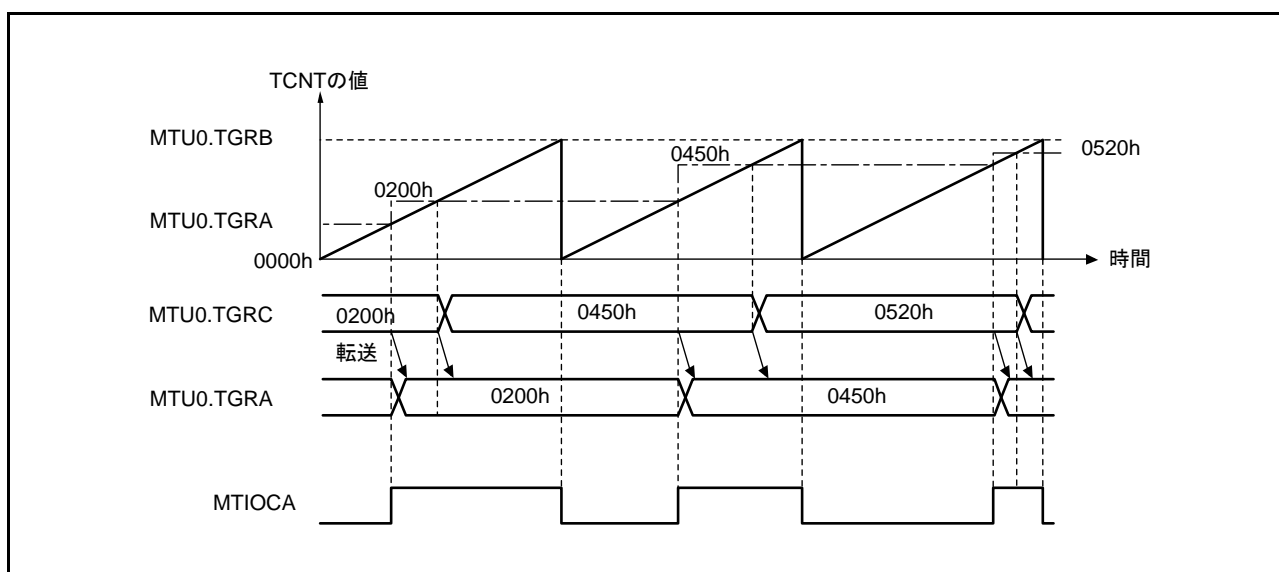 TCNTの値
MTU0.TGRB
0520h
0450h
0200h
MTU0.TGRA
0000h
時間
MTU0.TGRC
0200h
0450h
0520h
転送
MTU0.TGRA
0200h
0450h
MTIOCA